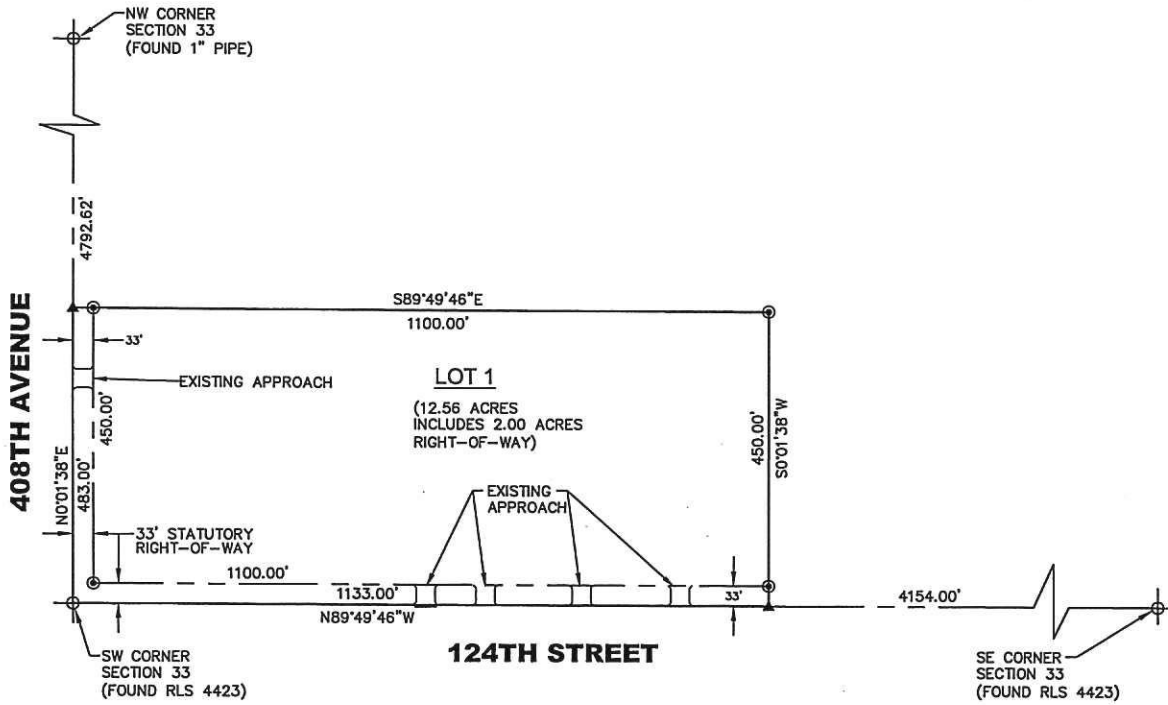 NW CORNER
SECTION 33
(FOUND 1" PIPE)
4792.62'
408TH AVENUE
S89°49'46"E
1100.00'
33'
EXISTING APPROACH
LOT 1
(12.56 ACRES
INCLUDES 2.00 ACRES
RIGHT-OF-WAY)
450.00'
N0°01'38"E
483.00'
450.00'
S0°01'38"W
EXISTING
APPROACH
33' STATUTORY
RIGHT-OF-WAY
1100.00'
1133.00'
33'
4154.00'
N89°49'46"W
124TH STREET
SW CORNER
SECTION 33
(FOUND RLS 4423)
SE CORNER
SECTION 33
(FOUND RLS 4423)